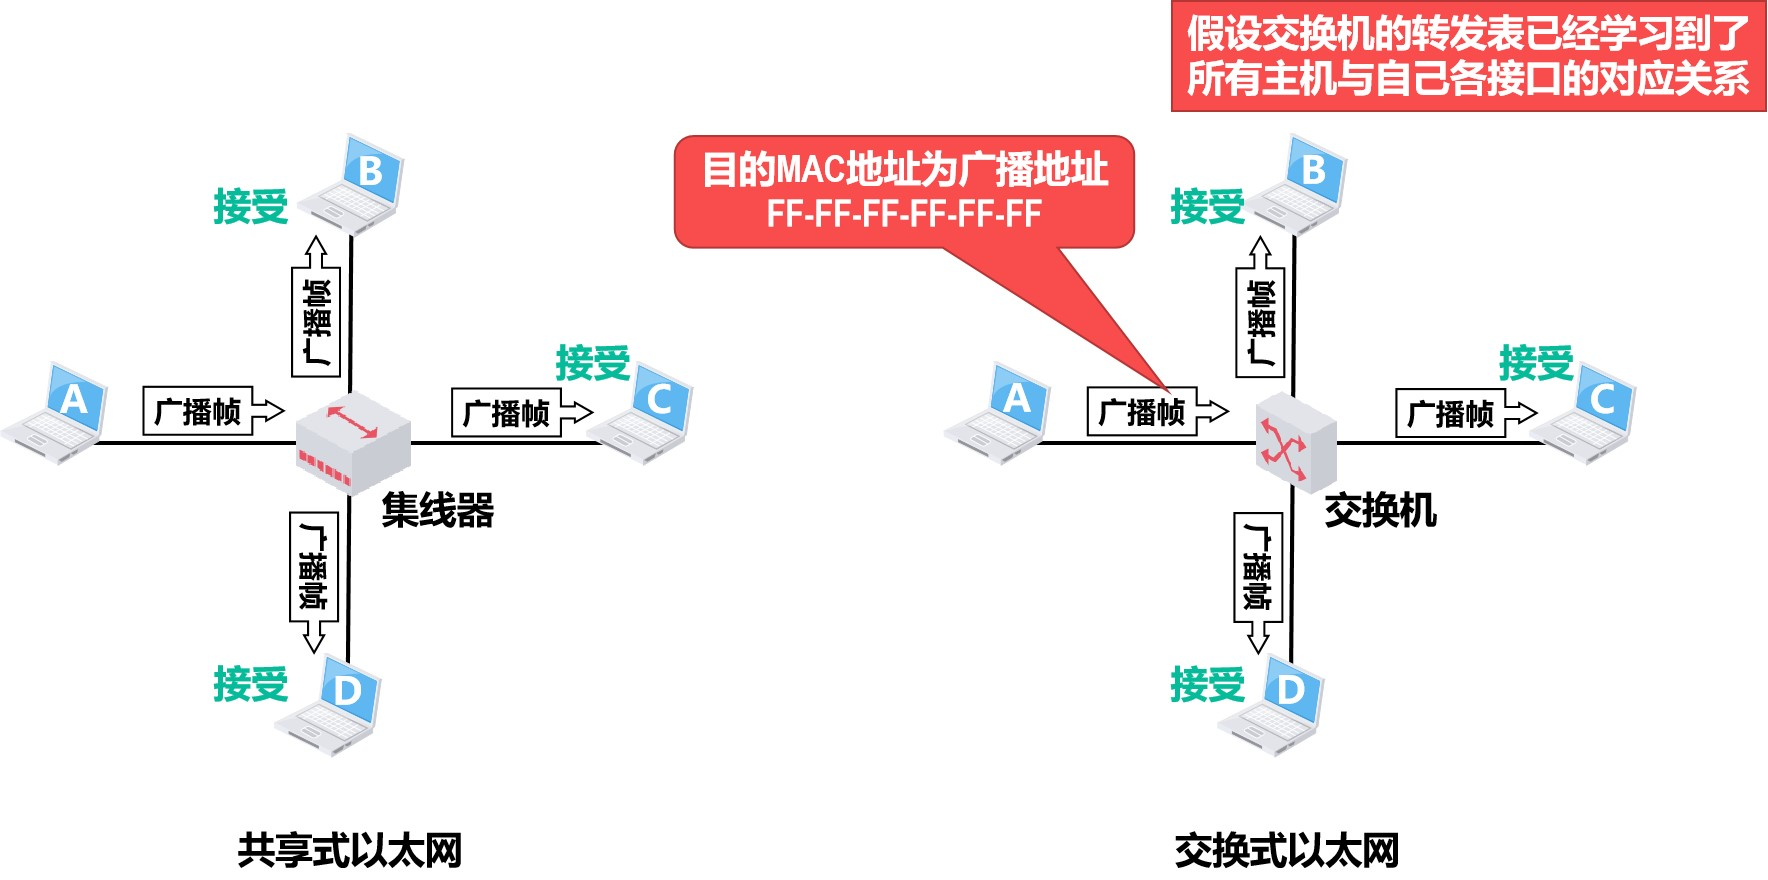 假设交换机的转发表已经学习到了
所有主机与自己各接口的对应关系
目的MAC地址为广播地址
FF-FF-FF-FF-FF-FF
B
接受
广播帧
A
广播帧
接受
广播帧
C
集线器
广播帧
接受
D
共享式以太网
B
接受
广播帧
A
广播帧
接受
广播帧
C
交换机
广播帧
接受
D
交换式以太网